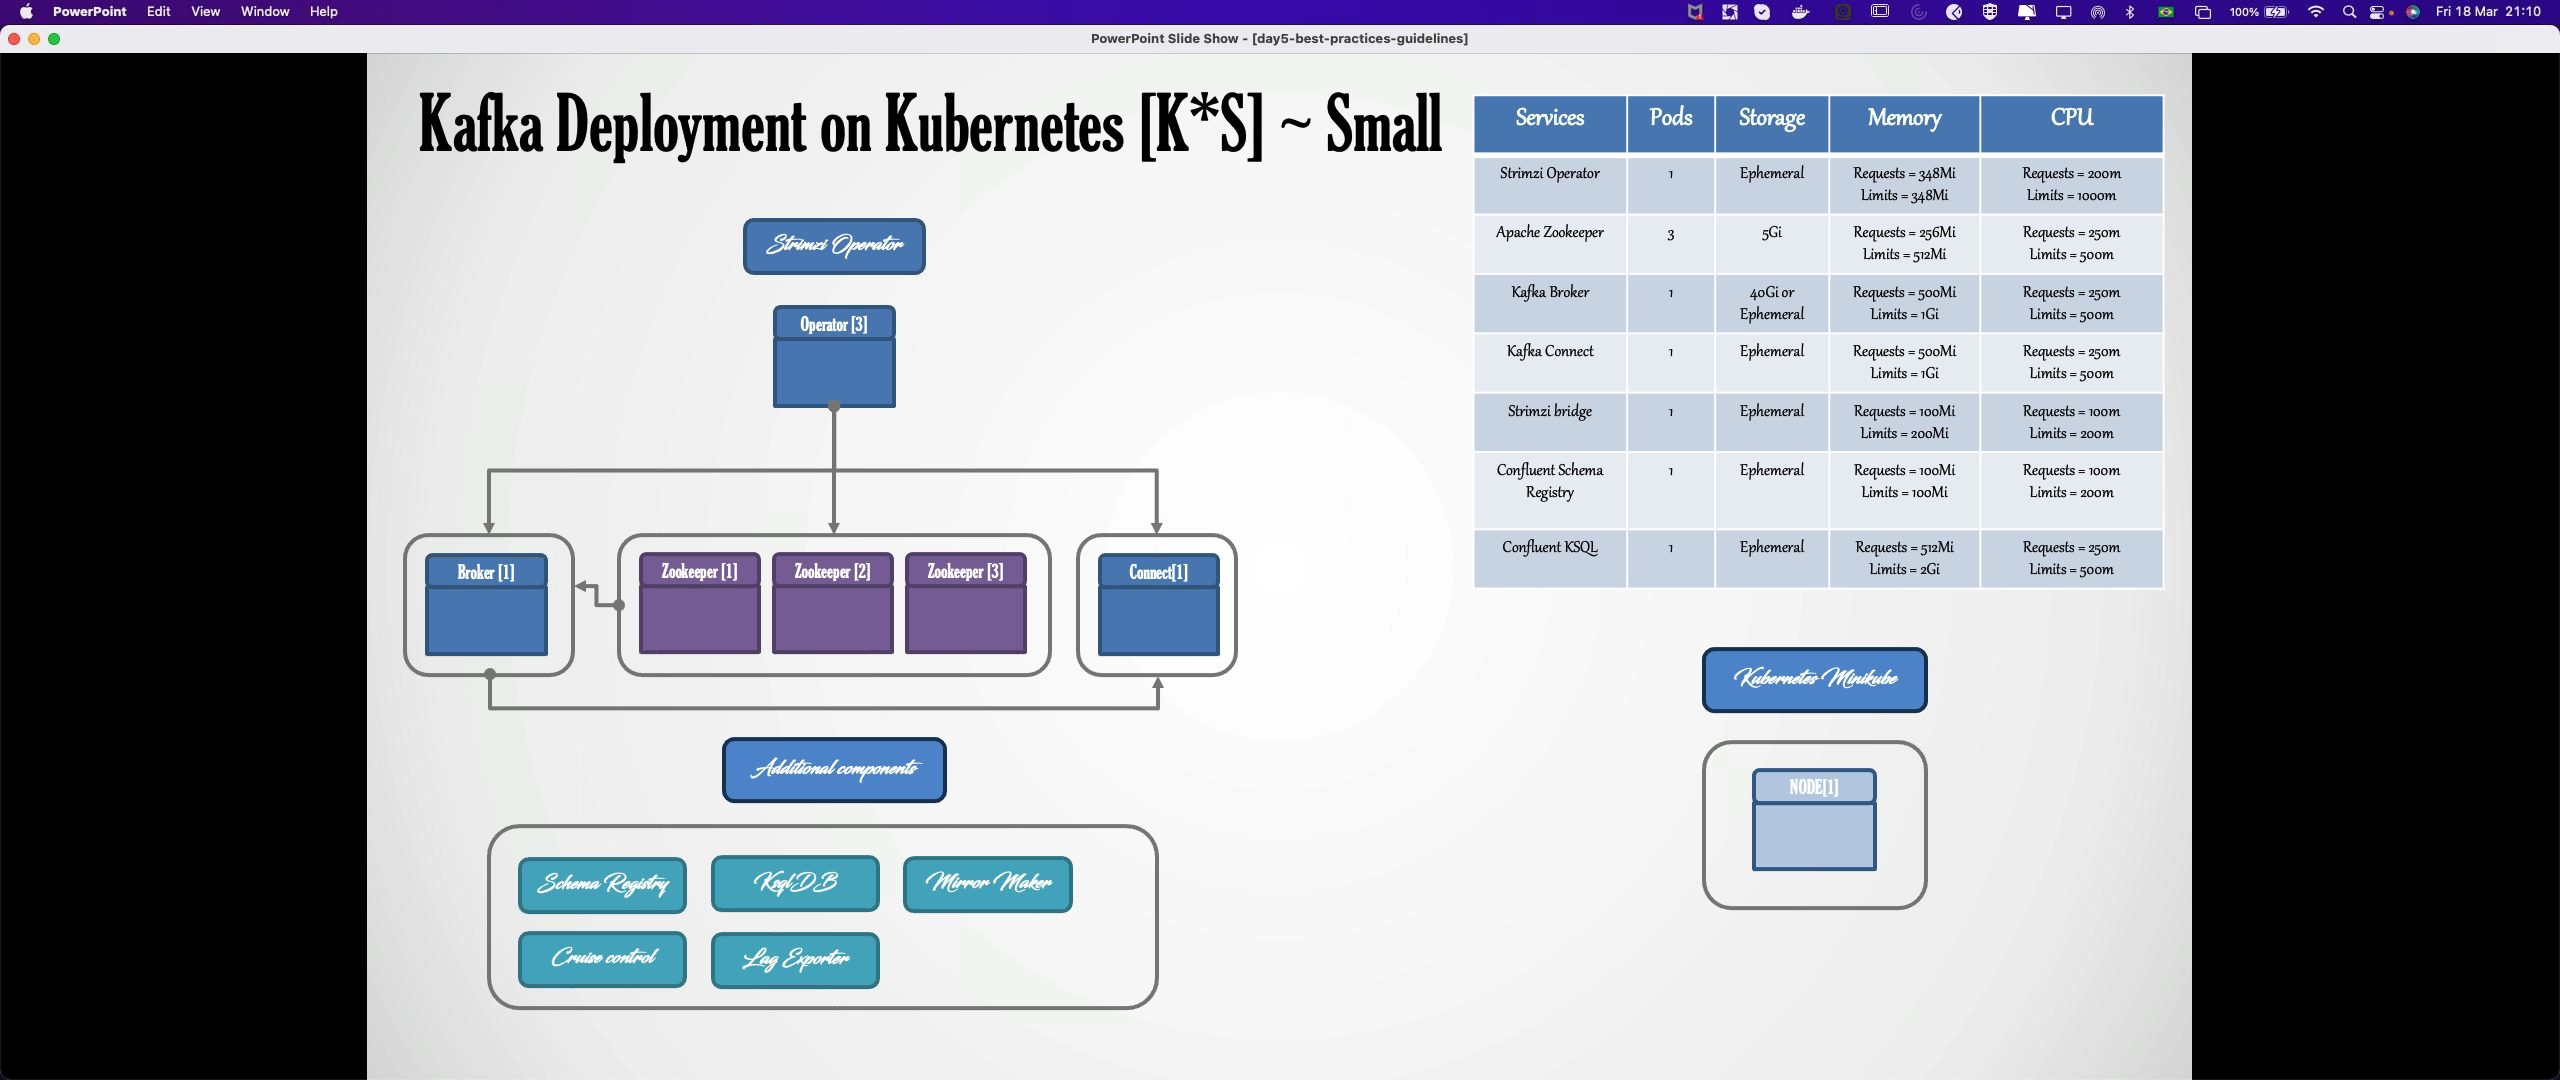 PowerPoint Edit View Window Help
100% Fri 18 Mar 21:10
PowerPoint Slide Show - [day5-best-practices-guidelines]
Kafka Deployment on Kubernetes [K*S] ~ Small
Strimzi Operator
Operator [3]
Broker [1]
Zookeeper [1]
Zookeeper [2]
Zookeeper [3]
Connect[1]
Additional components
Schema Registry
KsqlDB
Mirror Maker
Cruise control
Lag Exporter
Services Pods Storage Memory CPU
Strimzi Operator 1 Ephemeral Requests = 348Mi Requests = 200m
Limits = 348Mi Limits = 1000m
Apache Zookeeper 3 5Gi Requests = 256Mi Requests = 250m
Limits = 512Mi Limits = 500m
Kafka Broker 1 40Gi or Requests = 500Mi Requests = 250m
Ephemeral Limits = 1Gi Limits = 500m
Kafka Connect 1 Ephemeral Requests = 500Mi Requests = 250m
Limits = 1Gi Limits = 500m
Strimzi bridge 1 Ephemeral Requests = 100Mi Requests = 100m
Limits = 200Mi Limits = 200m
Confluent Schema 1 Ephemeral Requests = 100Mi Requests = 100m
Registry Limits = 100Mi Limits = 200m
Confluent KSQL 1 Ephemeral Requests = 512Mi Requests = 250m
Limits = 2Gi Limits = 500m
Kubernetes Minikube
NODE[1]